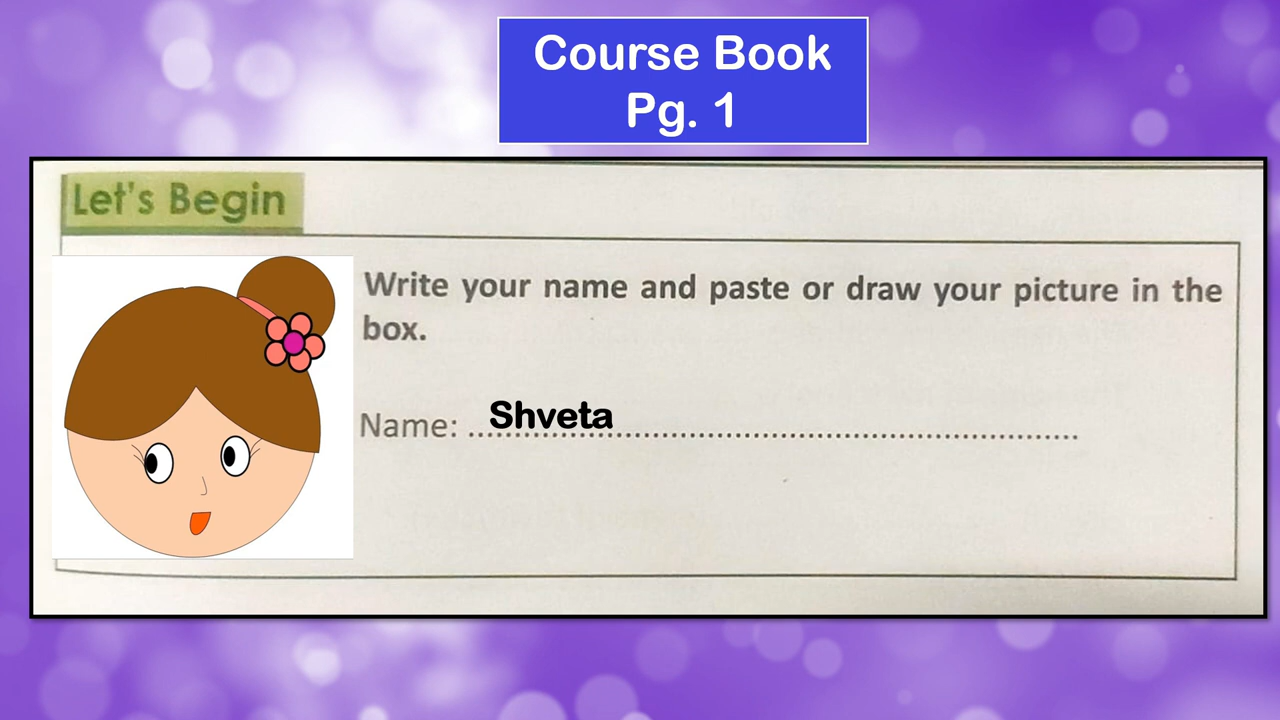 Course Book
Pg. 1
Let's Begin
Write your name and paste or draw your picture in the
box.
Name: Shveta